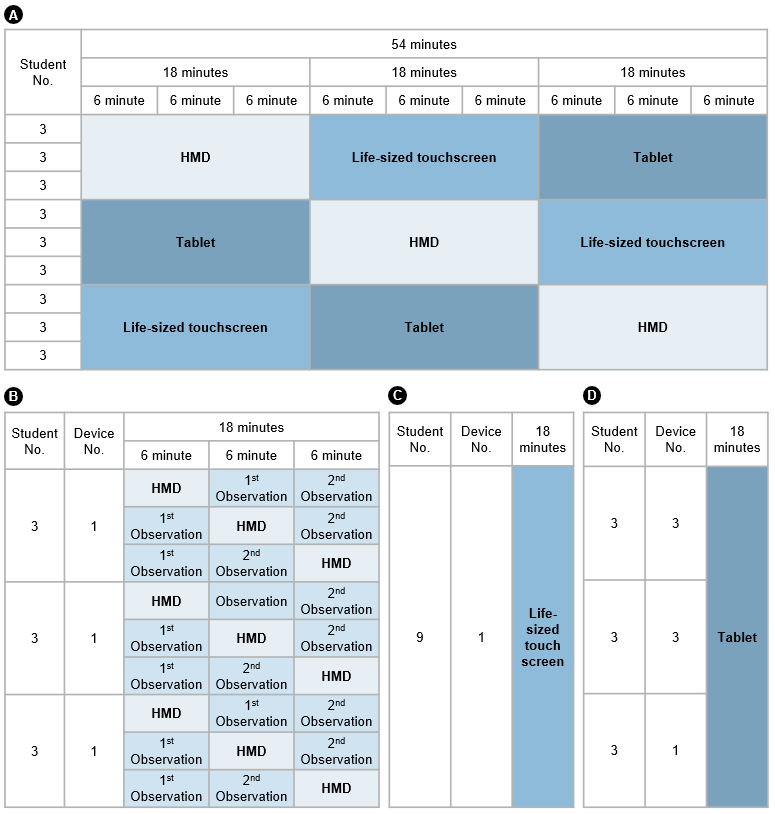 A
Student No.
54 minutes
18 minutes 18 minutes 18 minutes
6 minute 6 minute 6 minute 6 minute 6 minute 6 minute 6 minute 6 minute 6 minute
3
3
3
HMD Life-sized touchscreen Tablet
3
3
3
Tablet HMD Life-sized touchscreen
3
3
3
Life-sized touchscreen Tablet HMD
B
Student No.
Device No.
18 minutes
6 minute 6 minute 6 minute
3 1
HMD 1st Observation 2nd Observation
1st Observation HMD 2nd Observation
1st Observation 2nd Observation HMD
3 1
HMD Observation 2nd Observation
1st Observation HMD 2nd Observation
1st Observation 2nd Observation HMD
3 1
HMD 1st Observation 2nd Observation
1st Observation HMD 2nd Observation
1st Observation 2nd Observation HMD
C
Student No.
Device No.
18 minutes
9 1
Life-
sized
touch
screen
D
Student No.
Device No.
18 minutes
3 3
3 3
Tablet
3 1